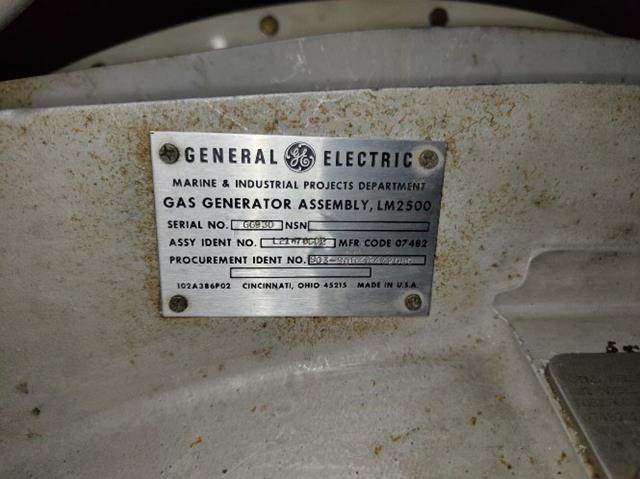 GENERAL GE ELECTRIC
MARINE & INDUSTRIAL PROJECTS DEPARTMENT
GAS GENERATOR ASSEMBLY, LM2500
SERIAL NO. NSN
ASSY IDENT NO. MFR CODE 07482
PROCUREMENT IDENT NO.
102A386P02 CINCINNATI, OHIO 45215 MADE IN U.S.A.